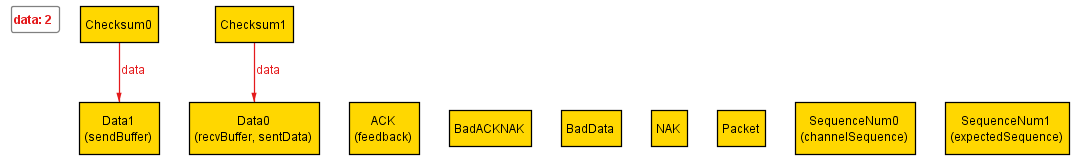 data: 2
Checksum0
Checksum1
data
data
Data1
(sendBuffer)
Data0
(recvBuffer, sentData)
ACK
(feedback)
BadACKNAK
BadData
NAK
Packet
SequenceNum0
(channelSequence)
SequenceNum1
(expectedSequence)